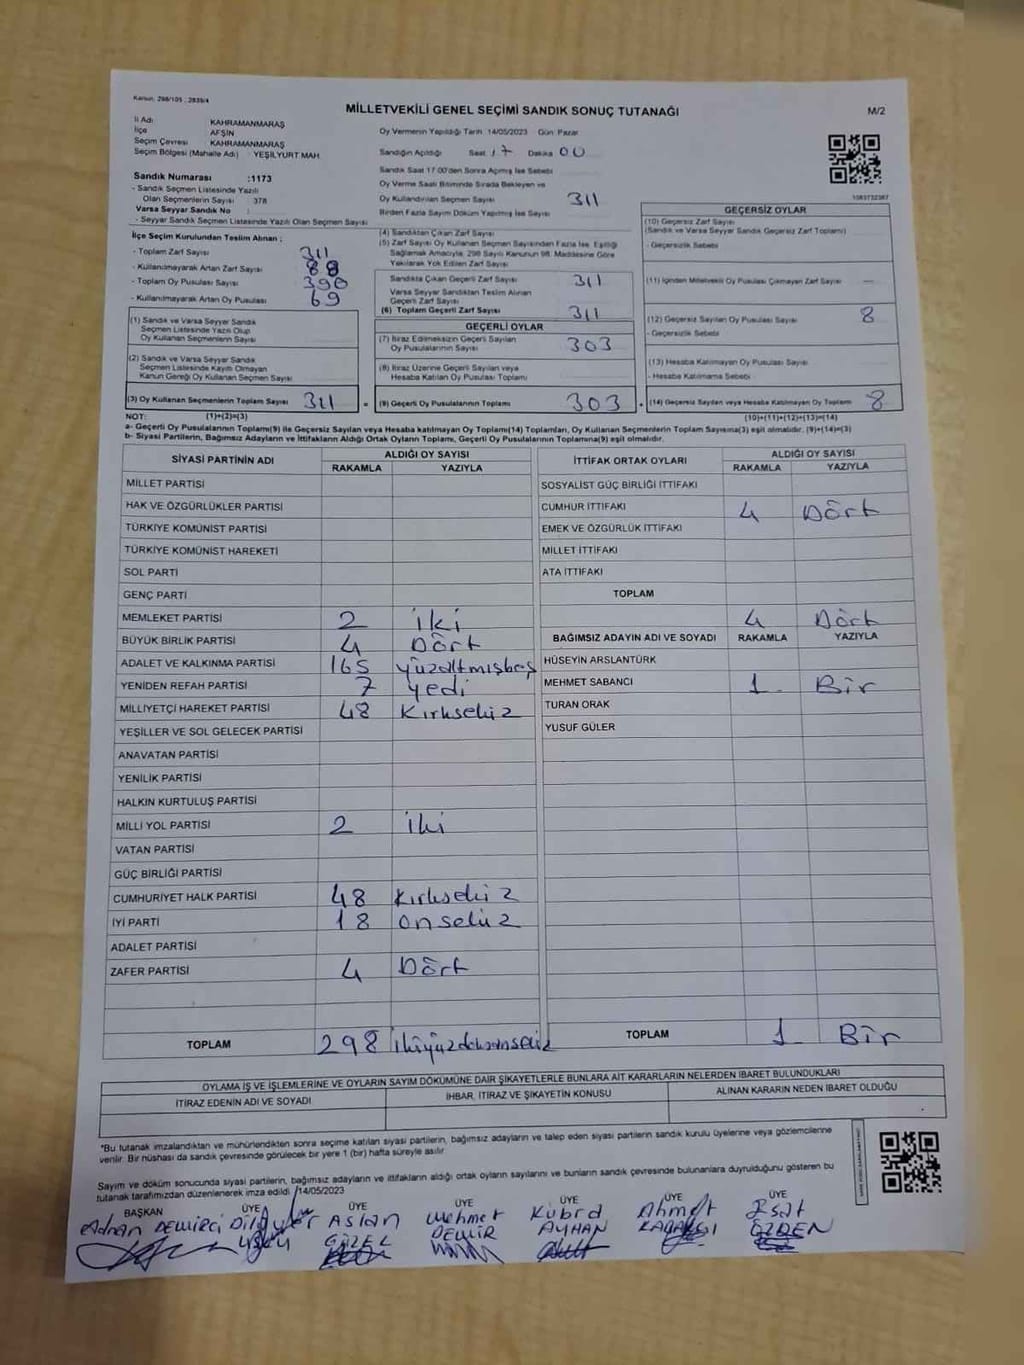 Kanun: 298/105 ; 2839/4
MİLLETVEKİLİ GENEL SEÇİMİ SANDIK SONUÇ TUTANAĞI
M/2
İl Adı : KAHRAMANMARAŞ
İlçe : AFŞİN
Seçim Çevresi : KAHRAMANMARAŞ
Seçim Bölgesi (Mahalle Adı) : YEŞİLYURT MAH.
Sandık Numarası :1173
- Sandık Seçmen Listesinde Yazılı
Olan Seçmenlerin Sayısı : 378
Varsa Seyyar Sandık No :
- Seyyar Sandık Seçmen Listesinde Yazılı Olan Seçmen Sayısı
İlçe Seçim Kurulundan Teslim Alınan ;
- Toplam Zarf Sayısı 311
- Kullanılmayarak Artan Zarf Sayısı 88
- Toplam Oy Pusulası Sayısı 390
- Kullanılmayarak Artan Oy Pusulası 69
Oy Vermenin Yapıldığı Tarih 14/05/2023 Gün: Pazar
Sandığın Açıldığı Saat 17 Dakika 00
Sandık Saat 17.00'den Sonra Açılmış İse Sebebi
Oy Verme Saati Bitiminde Sırada Bekleyen ve
Oy Kullandırılan Seçmen Sayısı 311
Birden Fazla Sayım Döküm Yapılmış İse Sayısı
(4) Sandıktan Çıkan Zarf Sayısı
(5) Zarf Sayısı Oy Kullanan Seçmen Sayısından Fazla İse, Eşitliği
Sağlamak Amacıyla, 298 Sayılı Kanunun 98. Maddesine Göre
Yakılarak Yok Edilen Zarf Sayısı
Sandıkta Çıkan Geçerli Zarf Sayısı 311
Varsa Seyyar Sandıktan Teslim Alınan
Geçerli Zarf Sayısı
(6) Toplam Geçerli Zarf Sayısı 311
1083732387
GEÇERSİZ OYLAR
(10) Geçersiz Zarf Sayısı
(Sandık ve Varsa Seyyar Sandık Geçersiz Zarf Toplamı)
- Geçersizlik Sebebi
(11) İçinden Milletvekili Oy Pusulası Çıkmayan Zarf Sayısı –
(12) Geçersiz Sayılan Oy Pusulası Sayısı 8
- Geçersizlik Sebebi
(13) Hesaba Katılmayan Oy Pusulası Sayısı
- Hesaba Katılmama Sebebi
(1) Sandık ve Varsa Seyyar Sandık
Seçmen Listesinde Yazılı Olup
Oy Kullanan Seçmenlerin Sayısı
(2) Sandık ve Varsa Seyyar Sandık
Seçmen Listesinde Kayıtlı Olmayan
Kanun Gereği Oy Kullanan Seçmen Sayısı
GEÇERLİ OYLAR
(7) İtiraz Edilmeksizin Geçerli Sayılan
Oy Pusulalarının Sayısı 303
(8) İtiraz Üzerine Geçerli Sayılan veya
Hesaba Katılan Oy Pusulası Toplamı
(3) Oy Kullanan Seçmenlerin Toplam Sayısı 311 = (9) Geçerli Oy Pusulalarının Toplamı 303 + (14) Geçersiz Sayılan veya Hesaba Katılmayan Oy Toplamı 8
NOT: (1)+(2)=(3) (10)+(11)+(12)+(13)=(14)
a- Geçerli Oy Pusulalarının Toplamı(9) ile Geçersiz Sayılan veya Hesaba katılmayan Oy Toplamı(14) Toplamları, Oy Kullanan Seçmenlerin Toplam Sayısına(3) eşit olmalıdır. (9)+(14)=(3)
b- Siyasi Partilerin, Bağımsız Adayların ve İttifakların Aldığı Ortak Oyların Toplamı, Geçerli Oy Pusulalarının Toplamına(9) eşit olmalıdır.
SİYASİ PARTİNİN ADI ALDIĞI OY SAYISI
RAKAMLA YAZIYLA
MİLLET PARTİSİ
HAK VE ÖZGÜRLÜKLER PARTİSİ
TÜRKİYE KOMÜNİST PARTİSİ
TÜRKİYE KOMÜNİST HAREKETİ
SOL PARTİ
GENÇ PARTİ
MEMLEKET PARTİSİ 2 iki
BÜYÜK BİRLİK PARTİSİ 4 Dört
ADALET VE KALKINMA PARTİSİ 165 yüzaltmışbeş
YENİDEN REFAH PARTİSİ 7 yedi
MİLLİYETÇİ HAREKET PARTİSİ 48 Kırksekiz
YEŞİLLER VE SOL GELECEK PARTİSİ
ANAVATAN PARTİSİ
YENİLİK PARTİSİ
HALKIN KURTULUŞ PARTİSİ
MİLLİ YOL PARTİSİ 2 iki
VATAN PARTİSİ
GÜÇ BİRLİĞİ PARTİSİ
CUMHURİYET HALK PARTİSİ 48 Kırksekiz
İYİ PARTİ 18 onsekiz
ADALET PARTİSİ
ZAFER PARTİSİ 4 Dört
TOPLAM 298 ikiyüzdoksansekiz
İTTİFAK ORTAK OYLARI ALDIĞI OY SAYISI
RAKAMLA YAZIYLA
SOSYALİST GÜÇ BİRLİĞİ İTTİFAKI
CUMHUR İTTİFAKI 4 Dört
EMEK VE ÖZGÜRLÜK İTTİFAKI
MİLLET İTTİFAKI
ATA İTTİFAKI
TOPLAM 4 Dört
BAĞIMSIZ ADAYIN ADI VE SOYADI RAKAMLA YAZIYLA
HÜSEYİN ARSLANTÜRK
MEHMET SABANCI 1 Bir
TURAN ORAK
YUSUF GÜLER
TOPLAM 1 Bir
OYLAMA İŞ VE İŞLEMLERİNE VE OYLARIN SAYIM DÖKÜMÜNE DAİR ŞİKAYETLERLE BUNLARA AİT KARARLARIN NELERDEN İBARET BULUNDUKLARI
İTİRAZ EDENİN ADI VE SOYADI İHBAR, İTİRAZ VE ŞİKAYETİN KONUSU ALINAN KARARIN NEDEN İBARET OLDUĞU
*Bu tutanak imzalandıktan ve mühürlendikten sonra seçime katılan siyasi partilerin, bağımsız adayların ve talep eden siyasi partilerin sandık kurulu üyelerine veya gözlemcilerine
verilir. Bir nüshası da sandık çevresinde görülecek bir yere 1 (bir) hafta süreyle asılır.
Sayım ve döküm sonucunda siyasi partilerin, bağımsız adayların ve ittifakların aldığı ortak oyların sayılarını ve bunların sandık çevresinde bulunanlara duyrulduğunu gösteren bu
tutanak tarafımızdan düzenlenerek imza edildi. 14/05/2023
BAŞKAN ÜYE ÜYE ÜYE ÜYE ÜYE ÜYE
Adnan DEMİRCİ Aslan Mehmet Kübra Ahmet Esat
GÜZEL DEMİR AYHAN ÖZDEN